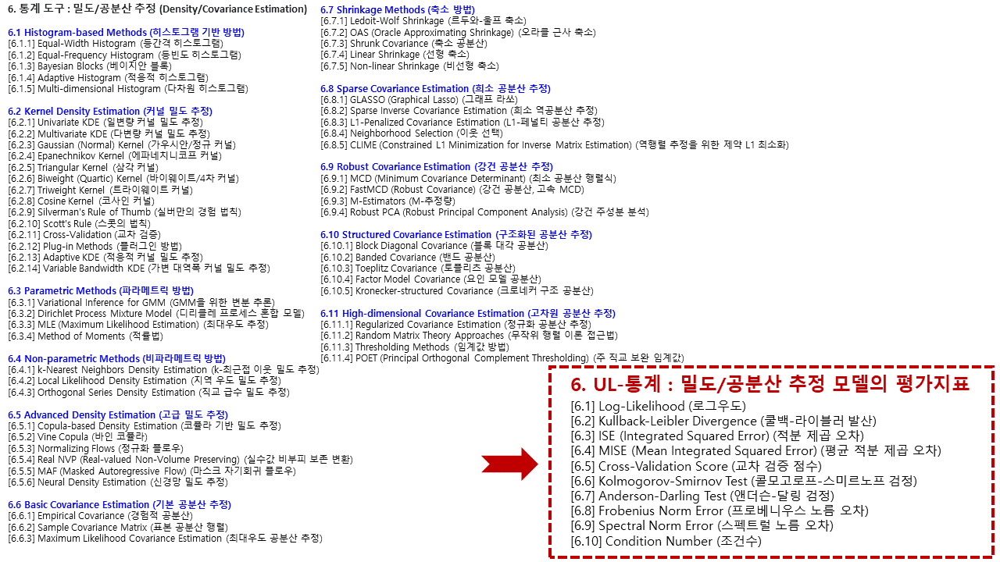 6. 통계 도구 : 밀도/공분산 추정 (Density/Covariance Estimation)
6.1 Histogram-based Methods (히스토그램 기반 방법)
[6.1.1] Equal-Width Histogram (등간격 히스토그램)
[6.1.2] Equal-Frequency Histogram (등빈도 히스토그램)
[6.1.3] Bayesian Blocks (베이지안 블록)
[6.1.4] Adaptive Histogram (적응적 히스토그램)
[6.1.5] Multi-dimensional Histogram (다차원 히스토그램)
6.2 Kernel Density Estimation (커널 밀도 추정)
[6.2.1] Univariate KDE (일변량 커널 밀도 추정)
[6.2.2] Multivariate KDE (다변량 커널 밀도 추정)
[6.2.3] Gaussian (Normal) Kernel (가우시안/정규 커널)
[6.2.4] Epanechnikov Kernel (에파네치니코프 커널)
[6.2.5] Triangular Kernel (삼각 커널)
[6.2.6] Biweight (Quartic) Kernel (바이웨이트/4차 커널)
[6.2.7] Triweight Kernel (트라이웨이트 커널)
[6.2.8] Cosine Kernel (코사인 커널)
[6.2.9] Silverman's Rule of Thumb (실버만의 경험 법칙)
[6.2.10] Scott's Rule (스콧의 법칙)
[6.2.11] Cross-Validation (교차 검증)
[6.2.12] Plug-in Methods (플러그인 방법)
[6.2.13] Adaptive KDE (적응적 커널 밀도 추정)
[6.2.14] Variable Bandwidth KDE (가변 대역폭 커널 밀도 추정)
6.3 Parametric Methods (파라메트릭 방법)
[6.3.1] Variational Inference for GMM (GMM을 위한 변분 추론)
[6.3.2] Dirichlet Process Mixture Model (디리클레 프로세스 혼합 모델)
[6.3.3] MLE (Maximum Likelihood Estimation) (최대우도 추정)
[6.3.4] Method of Moments (적률법)
6.4 Non-parametric Methods (비파라메트릭 방법)
[6.4.1] k-Nearest Neighbors Density Estimation (k-최근접 이웃 밀도 추정)
[6.4.2] Local Likelihood Density Estimation (지역 우도 밀도 추정)
[6.4.3] Orthogonal Series Density Estimation (직교 급수 밀도 추정)
6.5 Advanced Density Estimation (고급 밀도 추정)
[6.5.1] Copula-based Density Estimation (코퓰라 기반 밀도 추정)
[6.5.2] Vine Copula (바인 코퓰라)
[6.5.3] Normalizing Flows (정규화 플로우)
[6.5.4] Real NVP (Real-valued Non-Volume Preserving) (실수값 비부피 보존 변환)
[6.5.5] MAF (Masked Autoregressive Flow) (마스크 자기회귀 플로우)
[6.5.6] Neural Density Estimation (신경망 밀도 추정)
6.6 Basic Covariance Estimation (기본 공분산 추정)
[6.6.1] Empirical Covariance (경험적 공분산)
[6.6.2] Sample Covariance Matrix (표본 공분산 행렬)
[6.6.3] Maximum Likelihood Covariance Estimation (최대우도 공분산 추정)
6.7 Shrinkage Methods (축소 방법)
[6.7.1] Ledoit-Wolf Shrinkage (르두와-울프 축소)
[6.7.2] OAS (Oracle Approximating Shrinkage) (오라클 근사 축소)
[6.7.3] Shrunk Covariance (축소 공분산)
[6.7.4] Linear Shrinkage (선형 축소)
[6.7.5] Non-linear Shrinkage (비선형 축소)
6.8 Sparse Covariance Estimation (희소 공분산 추정)
[6.8.1] GLASSO (Graphical Lasso) (그래프 라쏘)
[6.8.2] Sparse Inverse Covariance Estimation (희소 역공분산 추정)
[6.8.3] L1-Penalized Covariance Estimation (L1-페널티 공분산 추정)
[6.8.4] Neighborhood Selection (이웃 선택)
[6.8.5] CLIME (Constrained L1 Minimization for Inverse Matrix Estimation) (역행렬 추정을 위한 제약 L1 최소화)
6.9 Robust Covariance Estimation (강건 공분산 추정)
[6.9.1] MCD (Minimum Covariance Determinant) (최소 공분산 행렬식)
[6.9.2] FastMCD (Robust Covariance) (강건 공분산, 고속 MCD)
[6.9.3] M-Estimators (M-추정량)
[6.9.4] Robust PCA (Robust Principal Component Analysis) (강건 주성분 분석)
6.10 Structured Covariance Estimation (구조화된 공분산 추정)
[6.10.1] Block Diagonal Covariance (블록 대각 공분산)
[6.10.2] Banded Covariance (밴드 공분산)
[6.10.3] Toeplitz Covariance (토플리츠 공분산)
[6.10.4] Factor Model Covariance (요인 모델 공분산)
[6.10.5] Kronecker-structured Covariance (크로네커 구조 공분산)
6.11 High-dimensional Covariance Estimation (고차원 공분산 추정)
[6.11.1] Regularized Covariance Estimation (정규화 공분산 추정)
[6.11.2] Random Matrix Theory Approaches (무작위 행렬 이론 접근법)
[6.11.3] Thresholding Methods (임계값 방법)
[6.11.4] POET (Principal Orthogonal Complement Thresholding) (주 직교 보완 임계값)
6. UL-통계 : 밀도/공분산 추정 모델의 평가지표
[6.1] Log-Likelihood (로그우도)
[6.2] Kullback-Leibler Divergence (쿨백-라이블러 발산)
[6.3] ISE (Integrated Squared Error) (적분 제곱 오차)
[6.4] MISE (Mean Integrated Squared Error) (평균 적분 제곱 오차)
[6.5] Cross-Validation Score (교차 검증 점수)
[6.6] Kolmogorov-Smirnov Test (콜모고로프-스미르노프 검정)
[6.7] Anderson-Darling Test (앤더슨-달링 검정)
[6.8] Frobenius Norm Error (프로베니우스 노름 오차)
[6.9] Spectral Norm Error (스펙트럴 노름 오차)
[6.10] Condition Number (조건수)